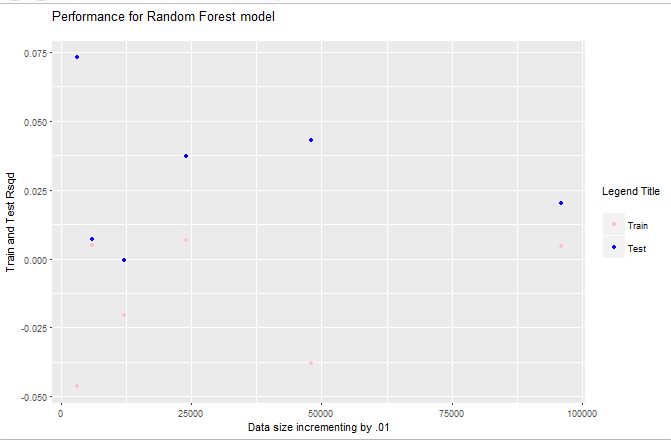 Performance for Random Forest model
Train and Test Rsqd
0.075
0.050
0.025
0.000
-0.025
-0.050
0
25000
50000
75000
100000
Data size incrementing by .01
Legend Title
Train
Test